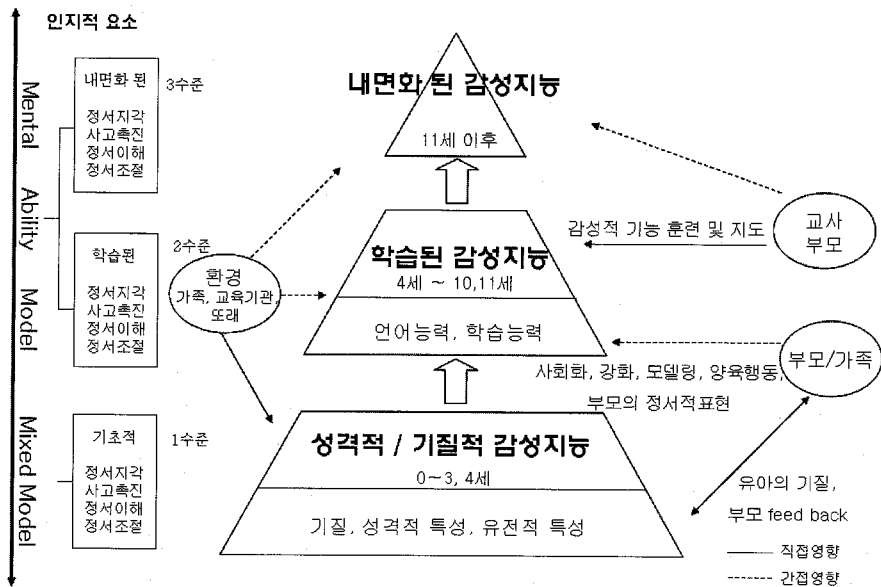 인지적 요소
Mental
Ability
Model
Mixed Model
내면화 된
정서지각
사고촉진
정서이해
정서조절
3수준
학습된
정서지각
사고촉진
정서이해
정서조절
2수준
기초적
정서지각
사고촉진
정서이해
정서조절
1수준
환경
가족, 교육기관,
또래
내면화 된 감성지능
11세 이후
학습된 감성지능
4세 ~ 10,11세
언어능력, 학습능력
성격적 / 기질적 감성지능
0~3, 4세
기질, 성격적 특성, 유전적 특성
교사
부모
감성적 기능 훈련 및 지도
부모/가족
사회화, 강화, 모델링, 양육행동,
부모의 정서적표현
유아의 기질,
부모 feed back
직접영향
간접영향